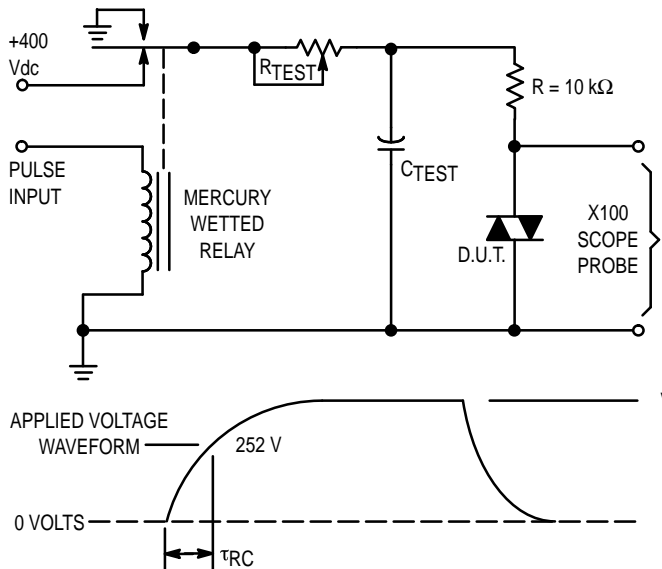 +400
Vdc
RTEST
R = 10 kΩ
PULSE
INPUT
MERCURY
WETTED
RELAY
CTEST
D.U.T.
X100
SCOPE
PROBE
APPLIED VOLTAGE
WAVEFORM
252 V
0 VOLTS
τRC